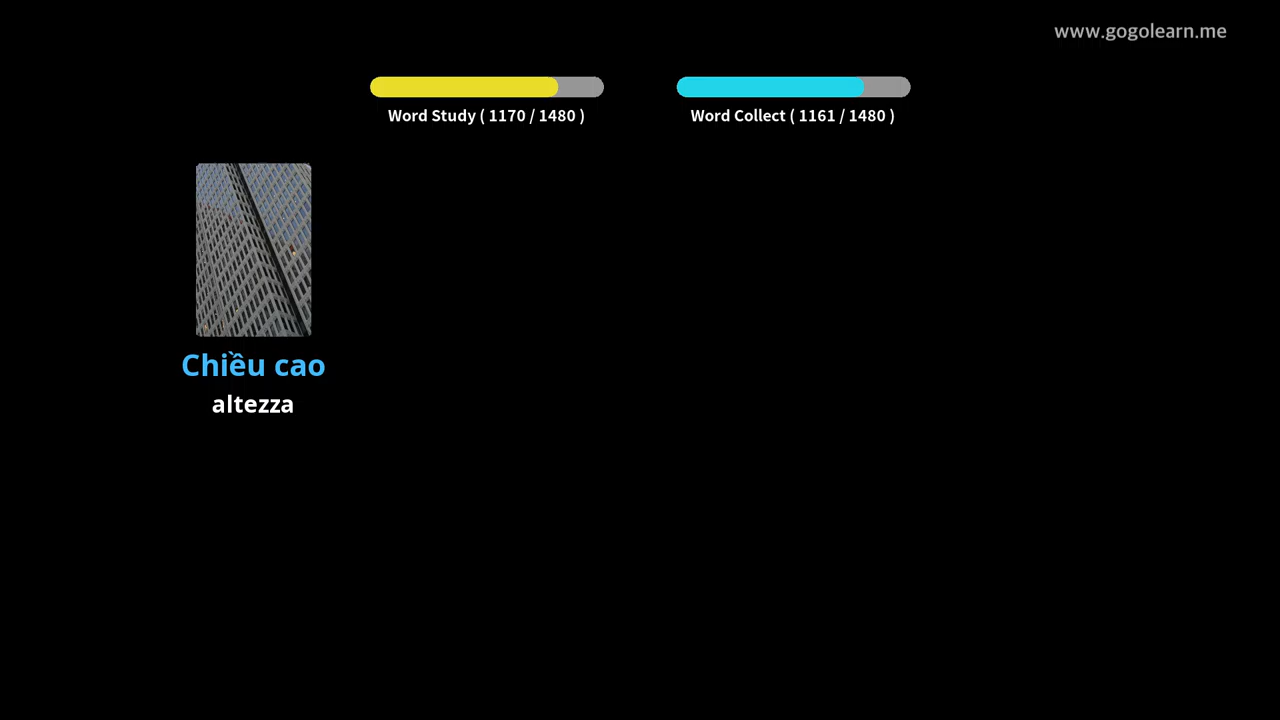 www.gogolearn.me
Word Study ( 1170 / 1480 )
Word Collect ( 1161 / 1480 )
Chiều cao
altezza